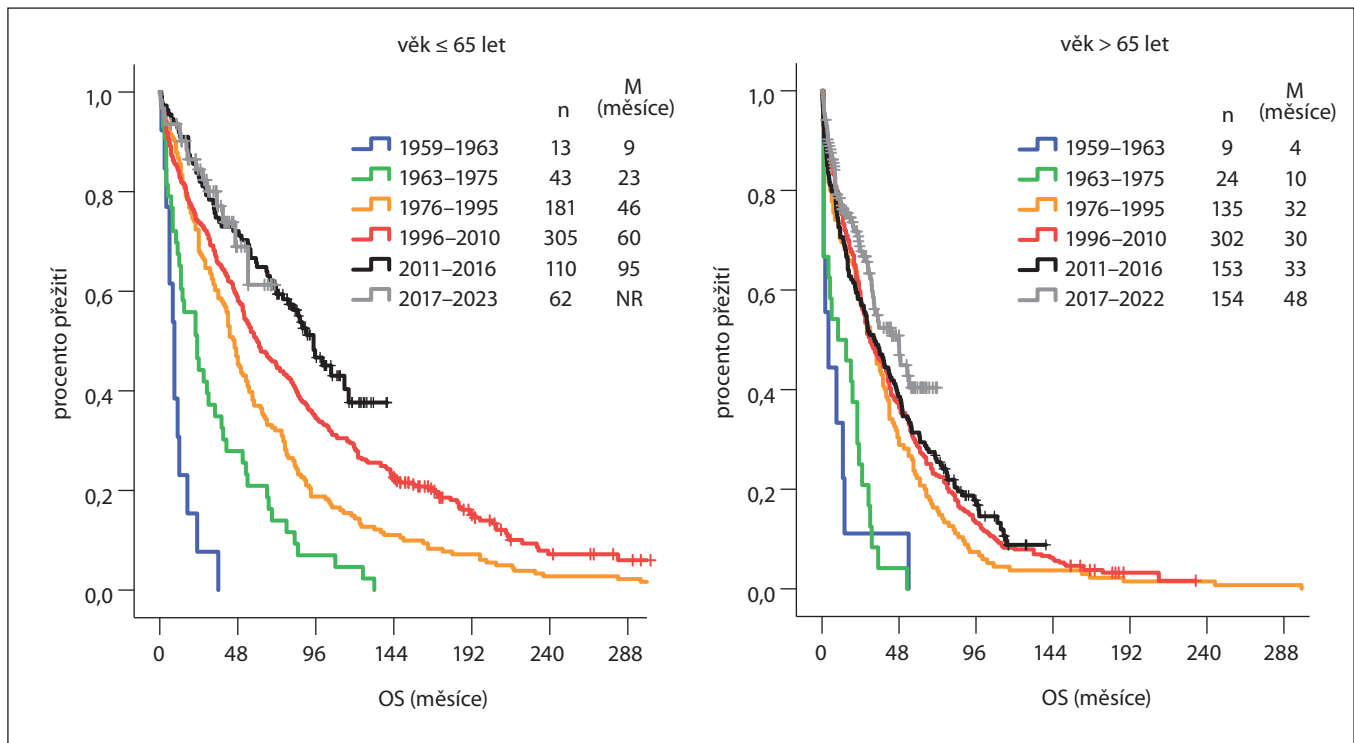 věk ≤ 65 let
n M (měsíce)
1959–1963 13 9
1963–1975 43 23
1976–1995 181 46
1996–2010 305 60
2011–2016 110 95
2017–2023 62 NR
procento přežití
1,0
0,8
0,6
0,4
0,2
0,0
0 48 96 144 192 240 288
OS (měsíce)
věk > 65 let
n M (měsíce)
1959–1963 9 4
1963–1975 24 10
1976–1995 135 32
1996–2010 302 30
2011–2016 153 33
2017–2022 154 48
procento přežití
1,0
0,8
0,6
0,4
0,2
0,0
0 48 96 144 192 240 288
OS (měsíce)